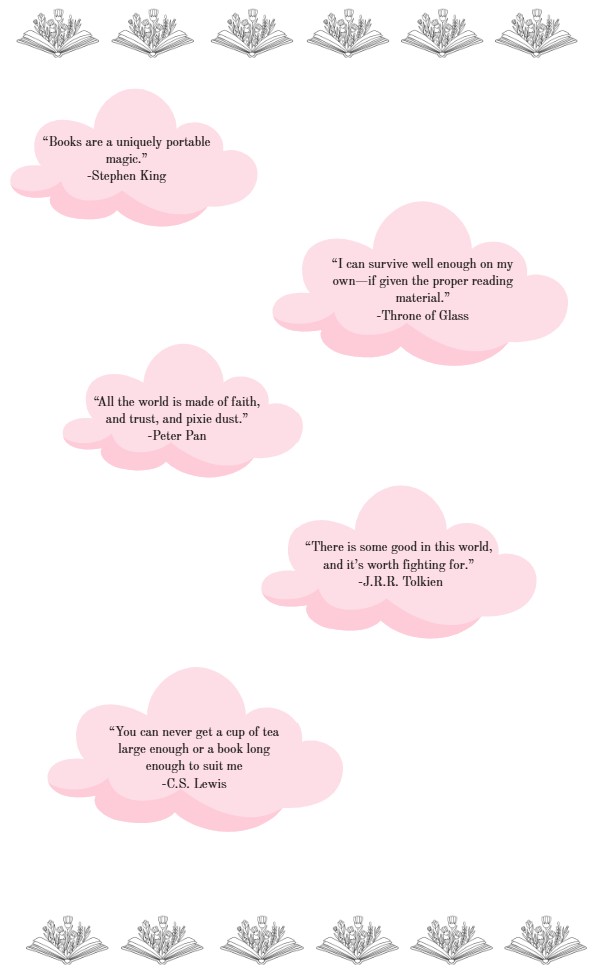 “Books are a uniquely portable
magic.”
-Stephen King
“I can survive well enough on my
own—if given the proper reading
material.”
-Throne of Glass
“All the world is made of faith,
and trust, and pixie dust.”
-Peter Pan
“There is some good in this world,
and it’s worth fighting for.”
-J.R.R. Tolkien
“You can never get a cup of tea
large enough or a book long
enough to suit me
-C.S. Lewis